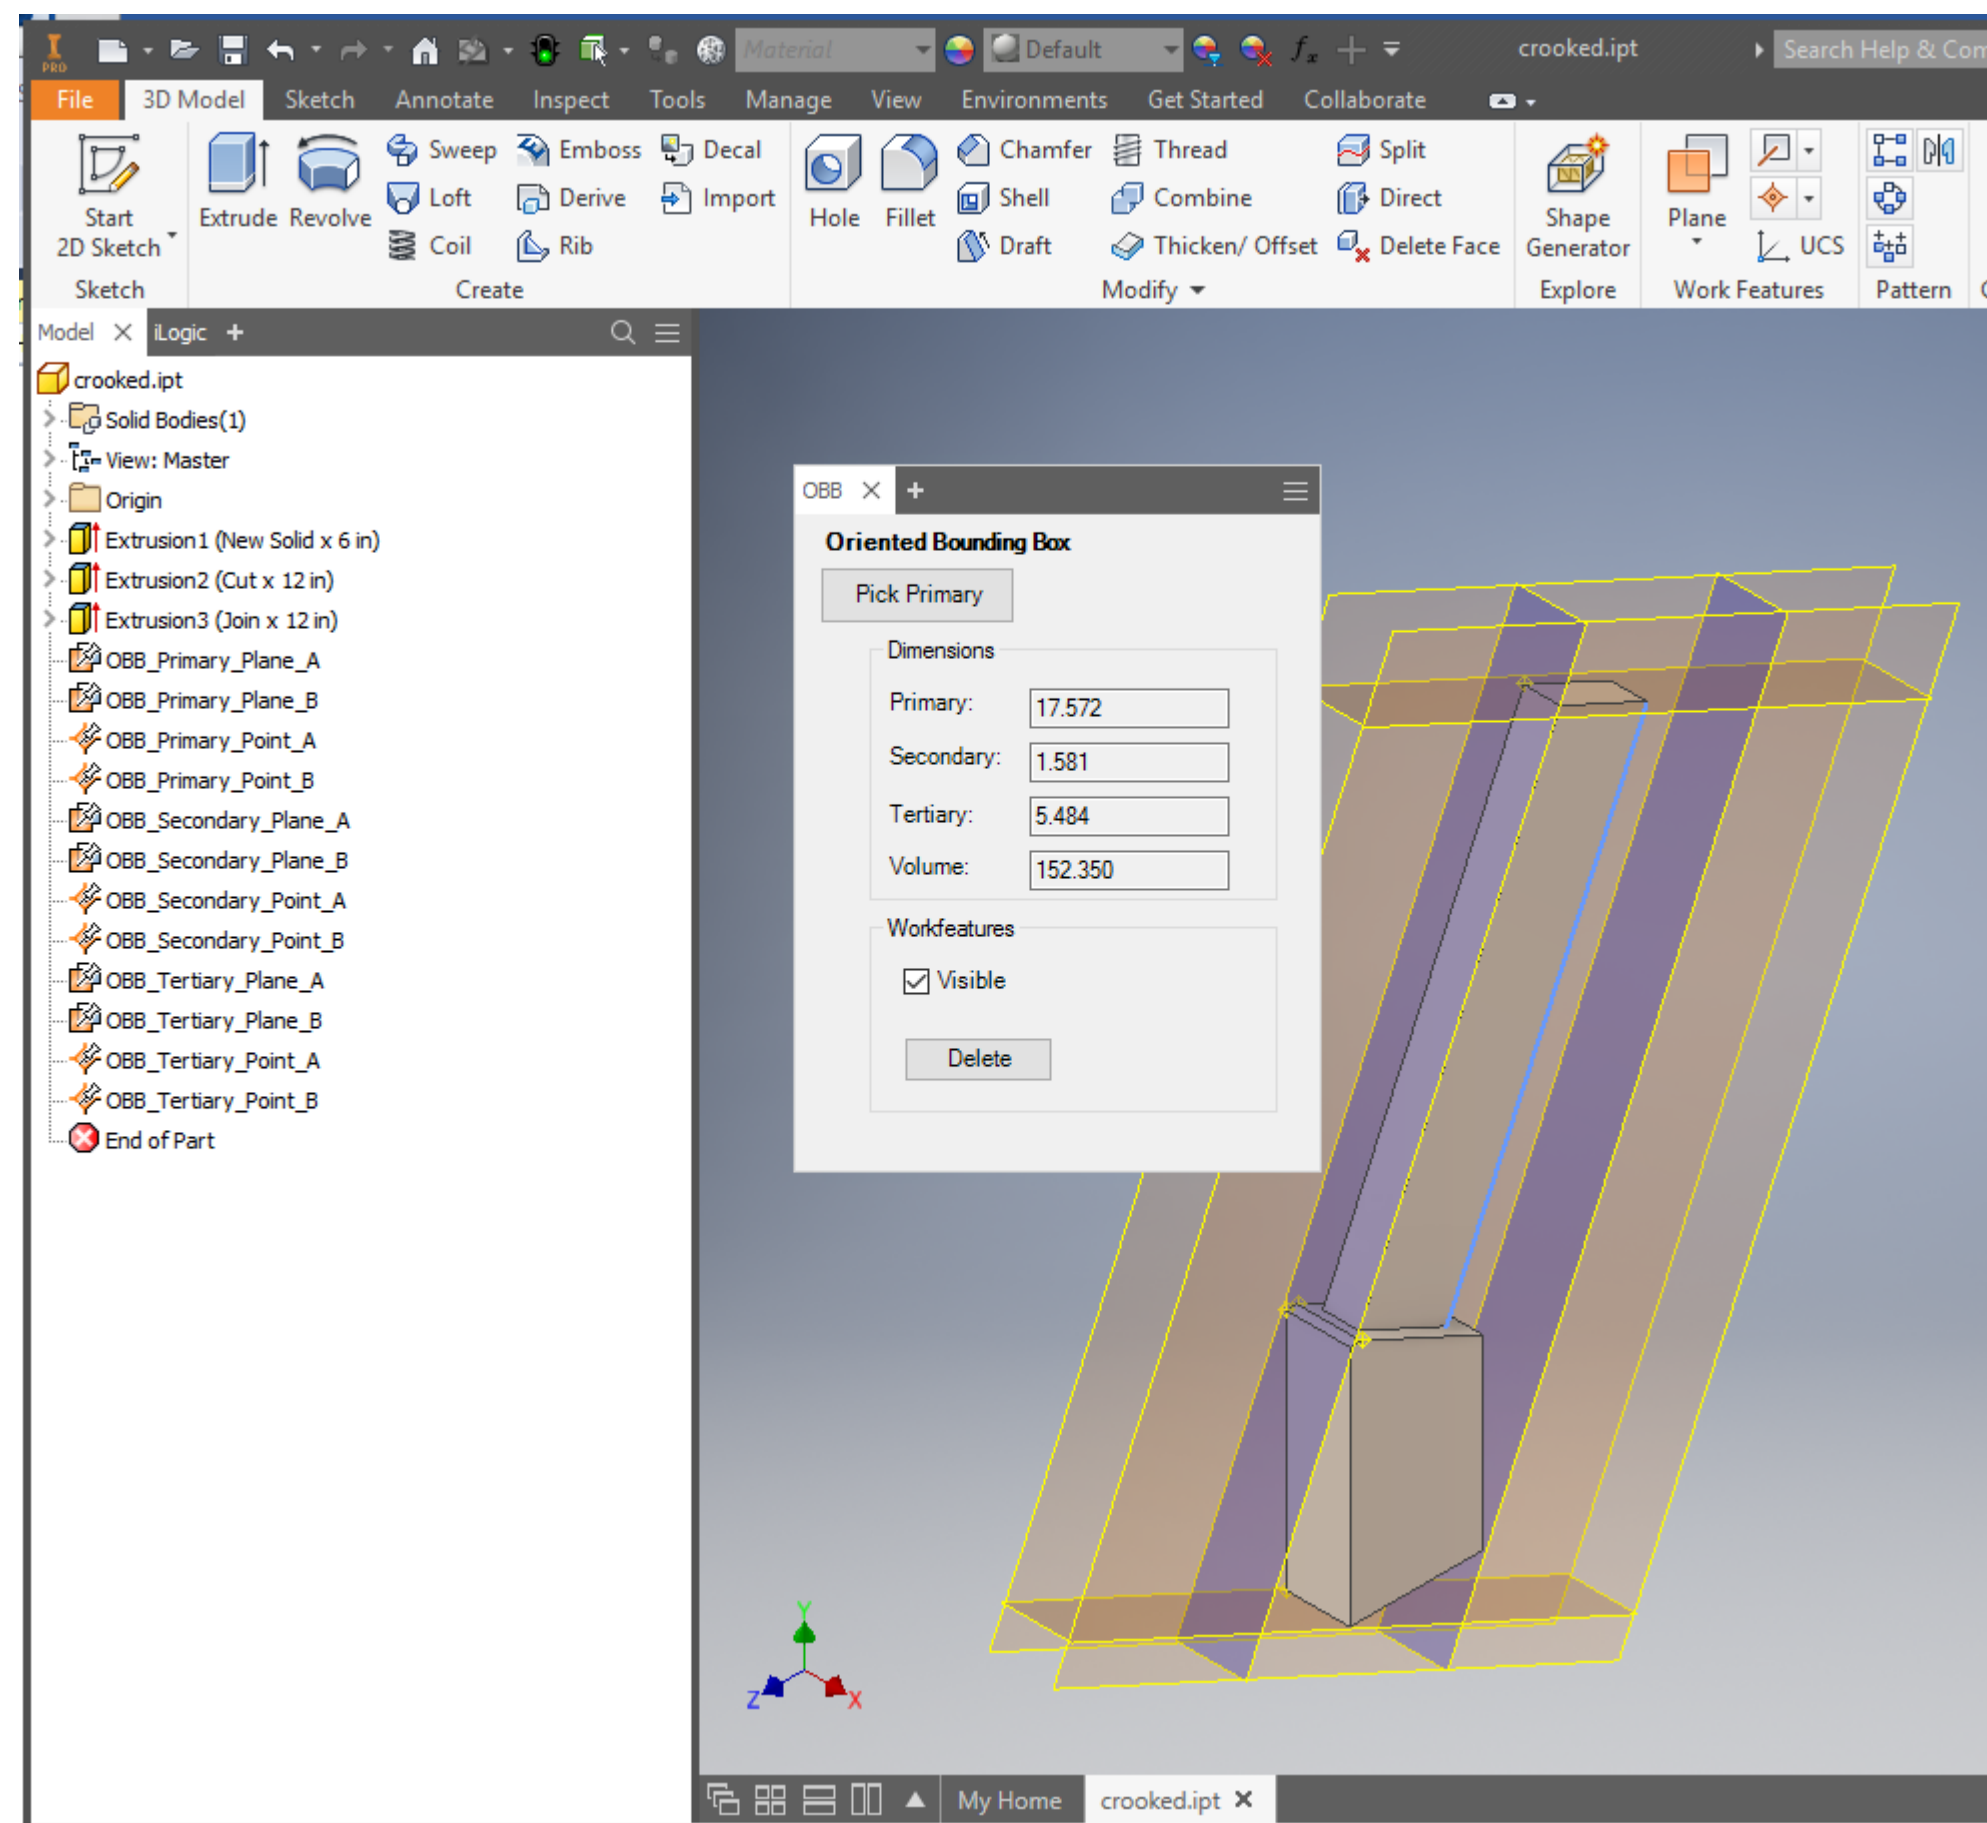 PRO
Material
Default
fx
crooked.ipt
Search Help & Com
File
3D Model
Sketch
Annotate
Inspect
Tools
Manage
View
Environments
Get Started
Collaborate
Start
2D Sketch
Extrude
Revolve
Sweep
Emboss
Decal
Loft
Derive
Import
Coil
Rib
Hole
Fillet
Chamfer
Thread
Split
Shell
Combine
Direct
Draft
Thicken/ Offset
Delete Face
Shape
Generator
Plane
UCS
Sketch
Create
Modify
Explore
Work Features
Pattern
Model
iLogic
crooked.ipt
Solid Bodies(1)
View: Master
Origin
Extrusion1 (New Solid x 6 in)
Extrusion2 (Cut x 12 in)
Extrusion3 (Join x 12 in)
OBB_Primary_Plane_A
OBB_Primary_Plane_B
OBB_Primary_Point_A
OBB_Primary_Point_B
OBB_Secondary_Plane_A
OBB_Secondary_Plane_B
OBB_Secondary_Point_A
OBB_Secondary_Point_B
OBB_Tertiary_Plane_A
OBB_Tertiary_Plane_B
OBB_Tertiary_Point_A
OBB_Tertiary_Point_B
End of Part
OBB
Oriented Bounding Box
Pick Primary
Dimensions
Primary: 17.572
Secondary: 1.581
Tertiary: 5.484
Volume: 152.350
Workfeatures
Visible
Delete
Y
Z
X
My Home
crooked.ipt